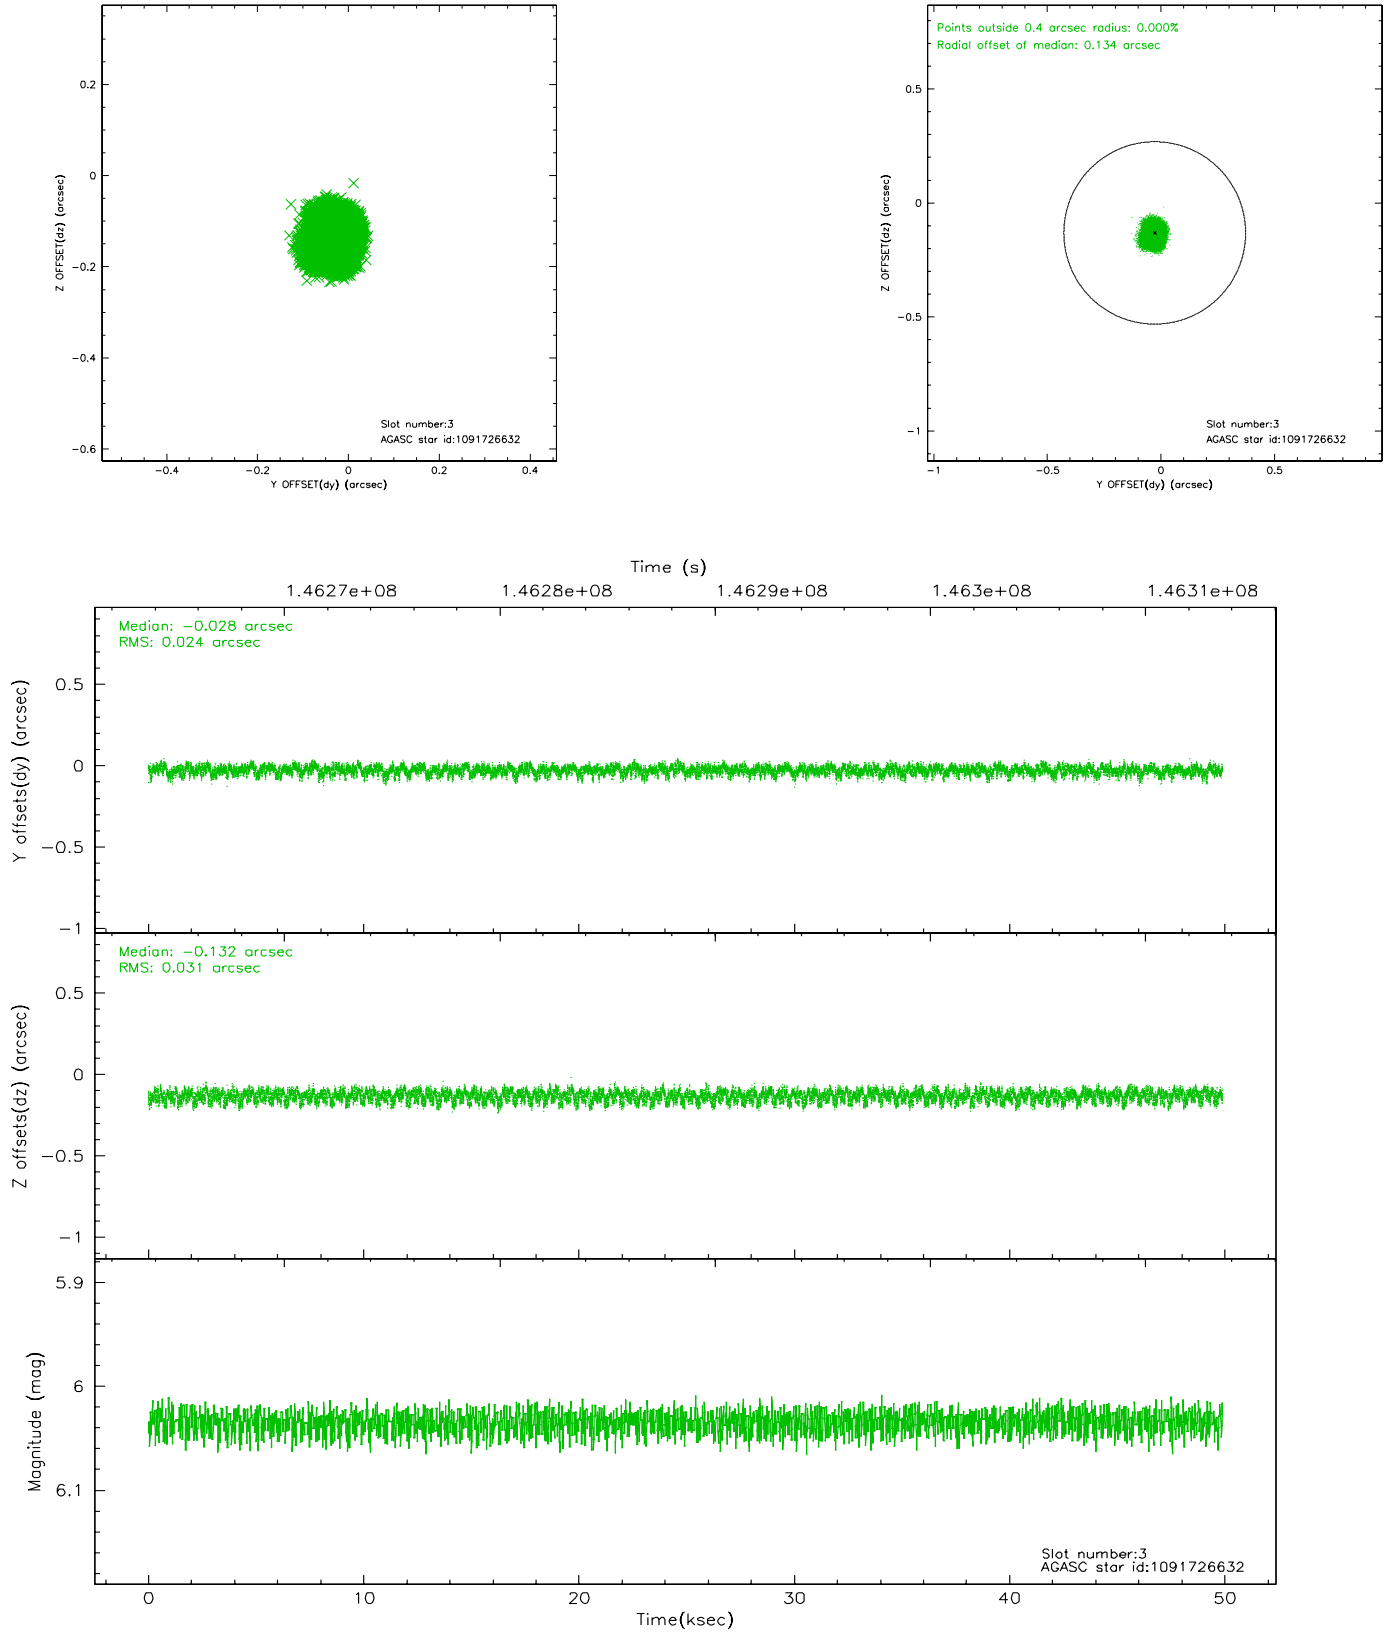 0.2
0
−0.2
−0.4
−0.6
Z OFFSET(dz) (arcsec)
Slot number:3
AGASC star id:1091726632
−0.4
−0.2
0
0.2
0.4
Y OFFSET(dy) (arcsec)
Points outside 0.4 arcsec radius: 0.000%
Radial offset of median: 0.134 arcsec
0.5
0
−0.5
−1
Z OFFSET(dz) (arcsec)
Slot number:3
AGASC star id:1091726632
−1
−0.5
0
0.5
Y OFFSET(dy) (arcsec)
Time (s)
1.4627e+08
1.4628e+08
1.4629e+08
1.463e+08
1.4631e+08
Median: −0.028 arcsec
RMS: 0.024 arcsec
0.5
0
−0.5
−1
Y offsets(dy) (arcsec)
Median: −0.132 arcsec
RMS: 0.031 arcsec
0.5
0
−0.5
−1
Z offsets(dz) (arcsec)
5.9
6
6.1
Magnitude (mag)
Slot number:3
AGASC star id:1091726632
0
10
20
30
40
50
Time(ksec)